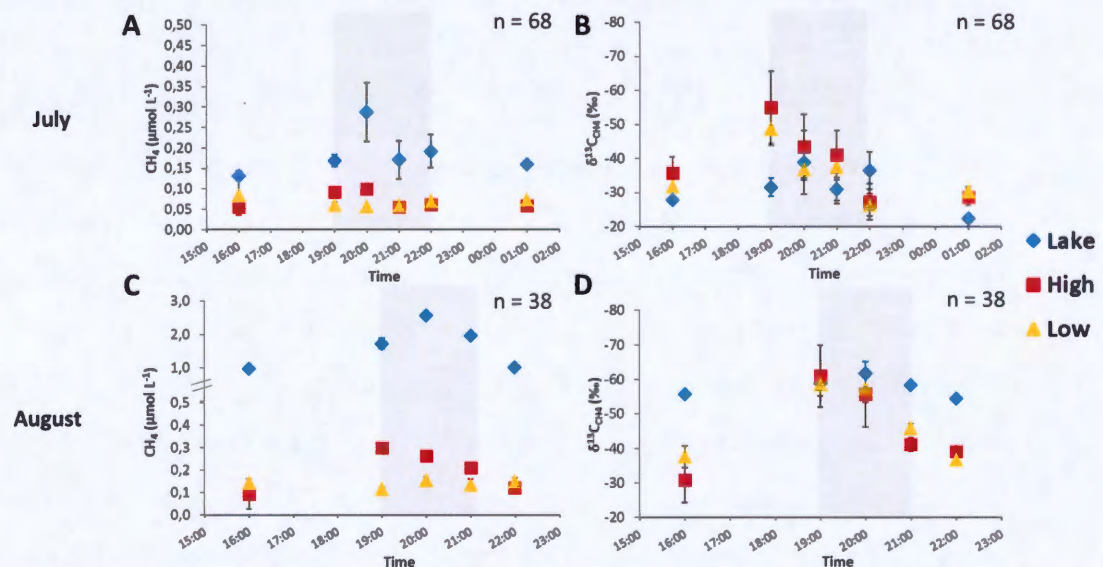 A
n = 68
CH₄ (µmol L⁻¹)
0,50
0,45
0,40
0,35
0,30
0,25
0,20
0,15
0,10
0,05
0,00
15:00 16:00 17:00 18:00 19:00 20:00 21:00 22:00 23:00 00:00 01:00 02:00
Time
B
n = 68
δ¹³C_CH4 (‰)
-80
-70
-60
-50
-40
-30
-20
15:00 16:00 17:00 18:00 19:00 20:00 21:00 22:00 23:00 00:00 01:00 02:00
Time
July
C
n = 38
CH₄ (µmol L⁻¹)
3,0
2,0
1,0
0,5
0,4
0,3
0,2
0,1
0,0
15:00 16:00 17:00 18:00 19:00 20:00 21:00 22:00 23:00
Time
D
n = 38
δ¹³C_CH4 (‰)
-80
-70
-60
-50
-40
-30
-20
15:00 16:00 17:00 18:00 19:00 20:00 21:00 22:00 23:00
Time
August
Lake
High
Low